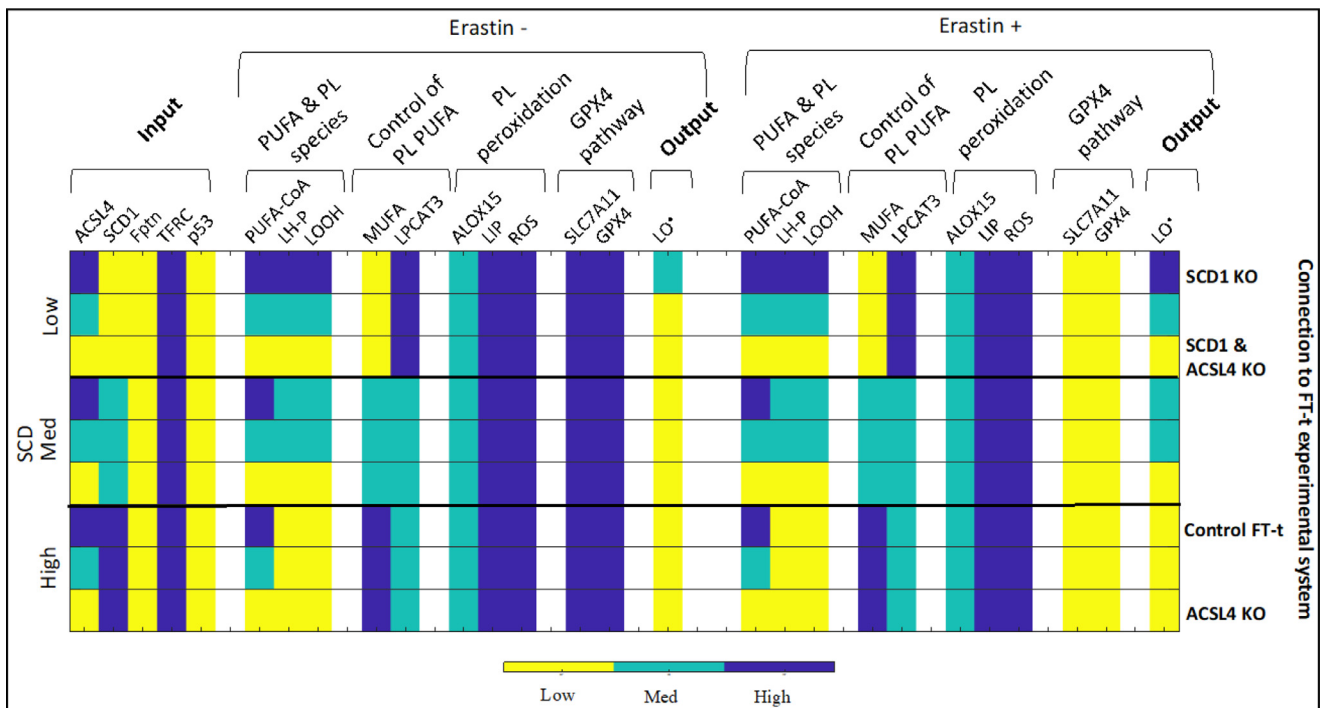 Erastin -
Erastin +
Input
PUFA & PL
species
Control of
PL PUFA
PL
peroxidation
GPX4
pathway
Output
PUFA & PL
species
Control of
PL PUFA
PL
peroxidation
GPX4
pathway
Output
ACSL4
SCD1
Fptn
TFRC
p53
PUFA-CoA
LH-P
LOOH
MUFA
LPCAT3
ALOX15
LIP
ROS
SLC7A11
GPX4
LO•
PUFA-CoA
LH-P
LOOH
MUFA
LPCAT3
ALOX15
LIP
ROS
SLC7A11
GPX4
LO•
SCD
Low
Med
High
SCD1 KO
SCD1 &
ACSL4 KO
Control FT-t
ACSL4 KO
Connection to FT-t experimental system
Low Med High